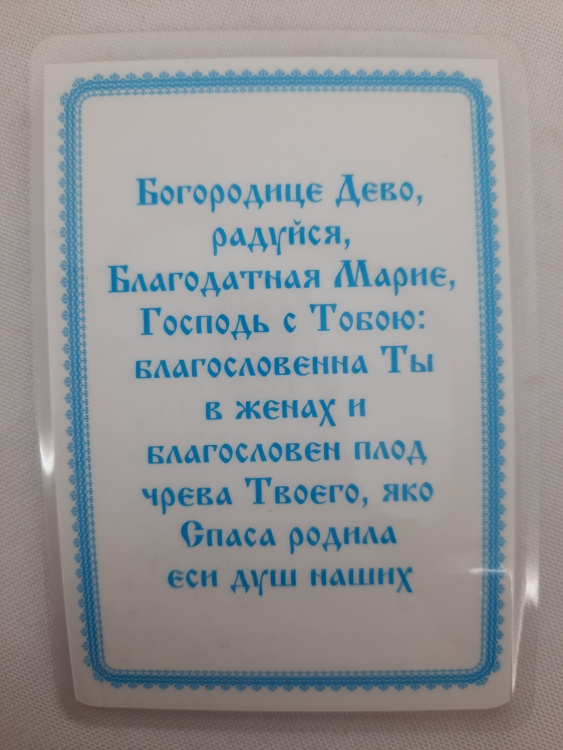 Богородице Дево,
радуйся,
Благодатная Марие,
Господь с Тобою:
благословенна Ты
в женах и
благословен плод
чрева Твоего, яко
Спаса родила
еси душ наших